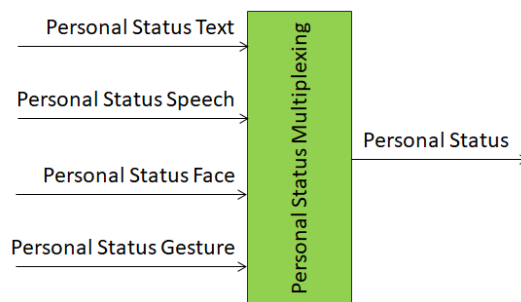 Personal Status Text
Personal Status Speech
Personal Status Face
Personal Status Gesture
Personal Status Multiplexing
Personal Status